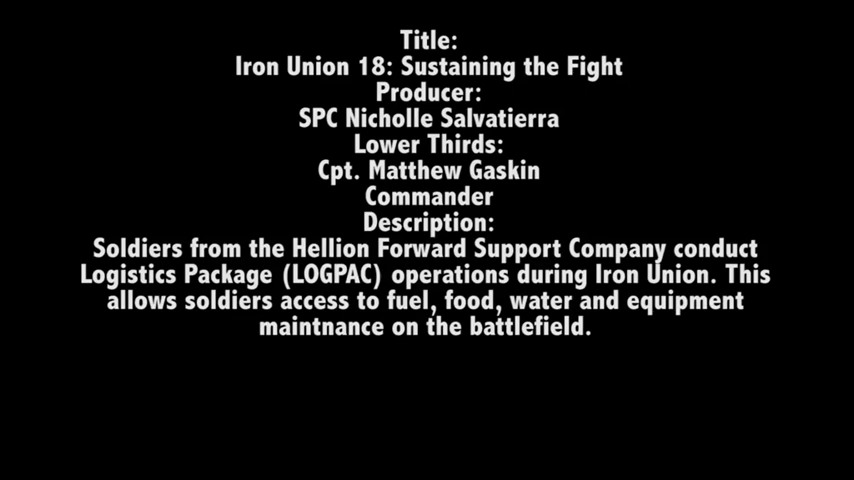 Title:
Iron Union 18: Sustaining the Fight
Producer:
SPC Nicholle Salvatierra
Lower Thirds:
Cpt. Matthew Gaskin
Commander
Description:
Soldiers from the Hellion Forward Support Company conduct
Logistics Package (LOGPAC) operations during Iron Union. This
allows soldiers access to fuel, food, water and equipment
maintnance on the battlefield.